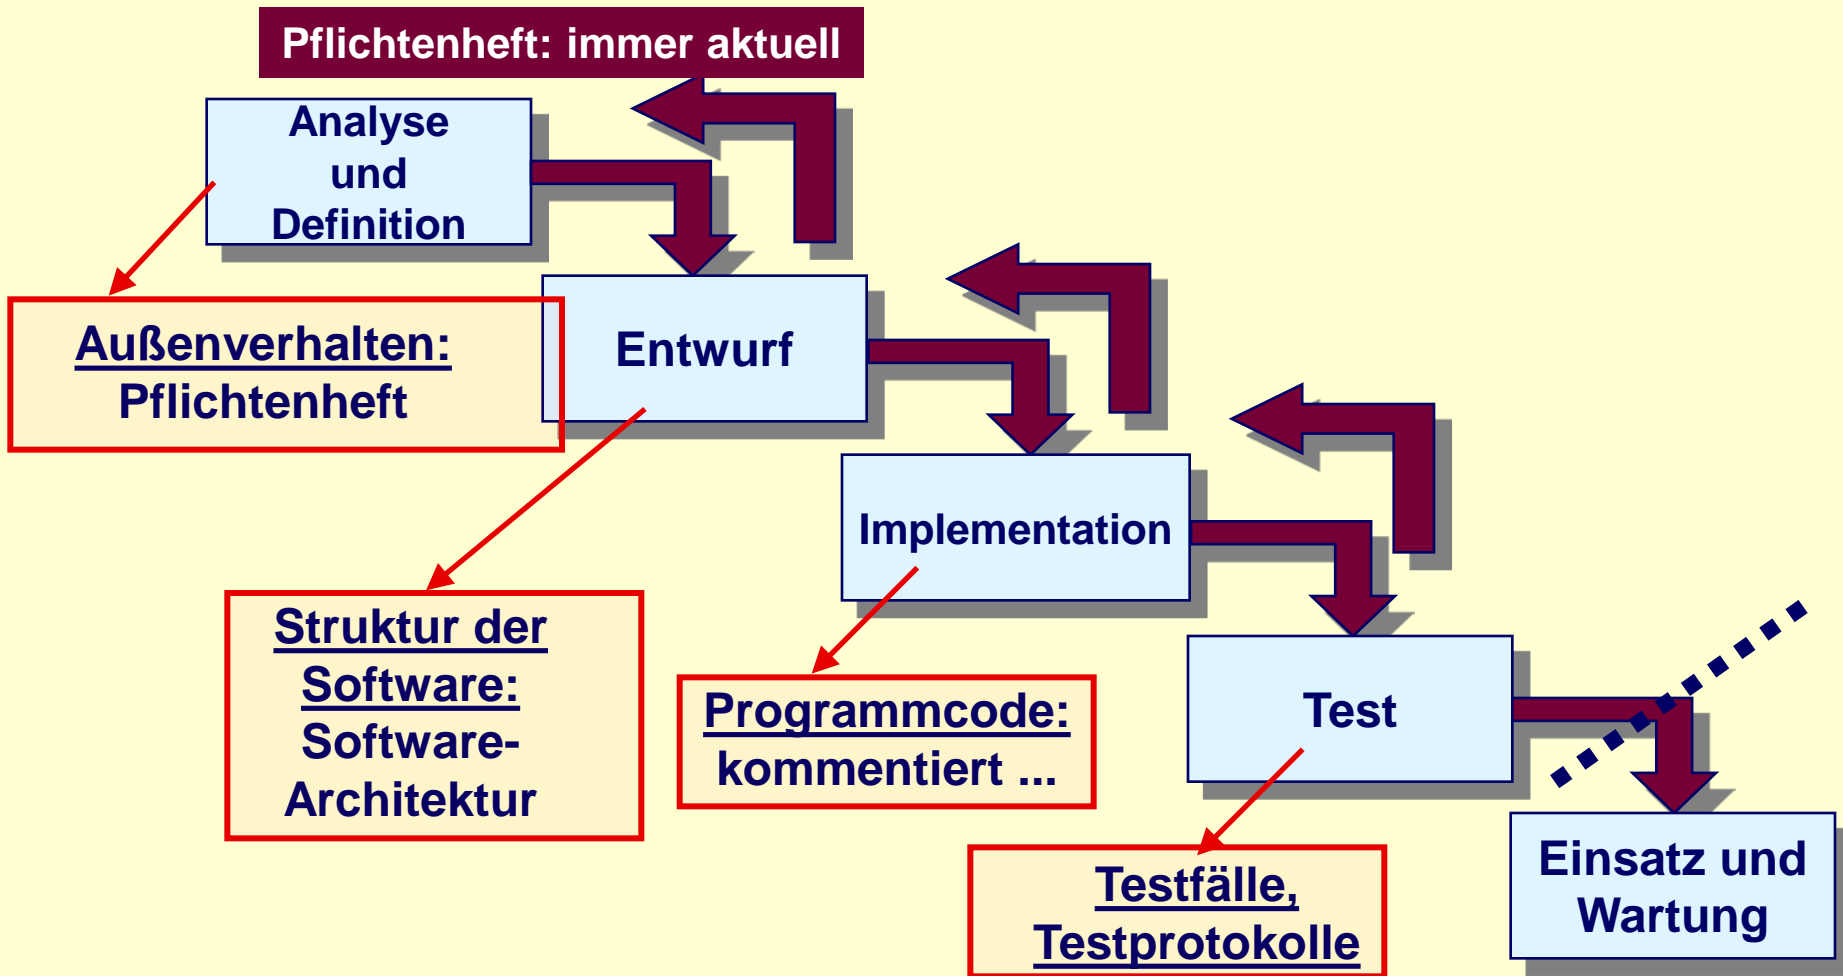 Pflichtenheft: immer aktuell
Analyse
und
Definition
Außenverhalten:
Pflichtenheft
Entwurf
Implementation
Struktur der
Software:
Software-
Architektur
Programmcode:
kommentiert ...
Test
Testfälle,
Testprotokolle
Einsatz und
Wartung